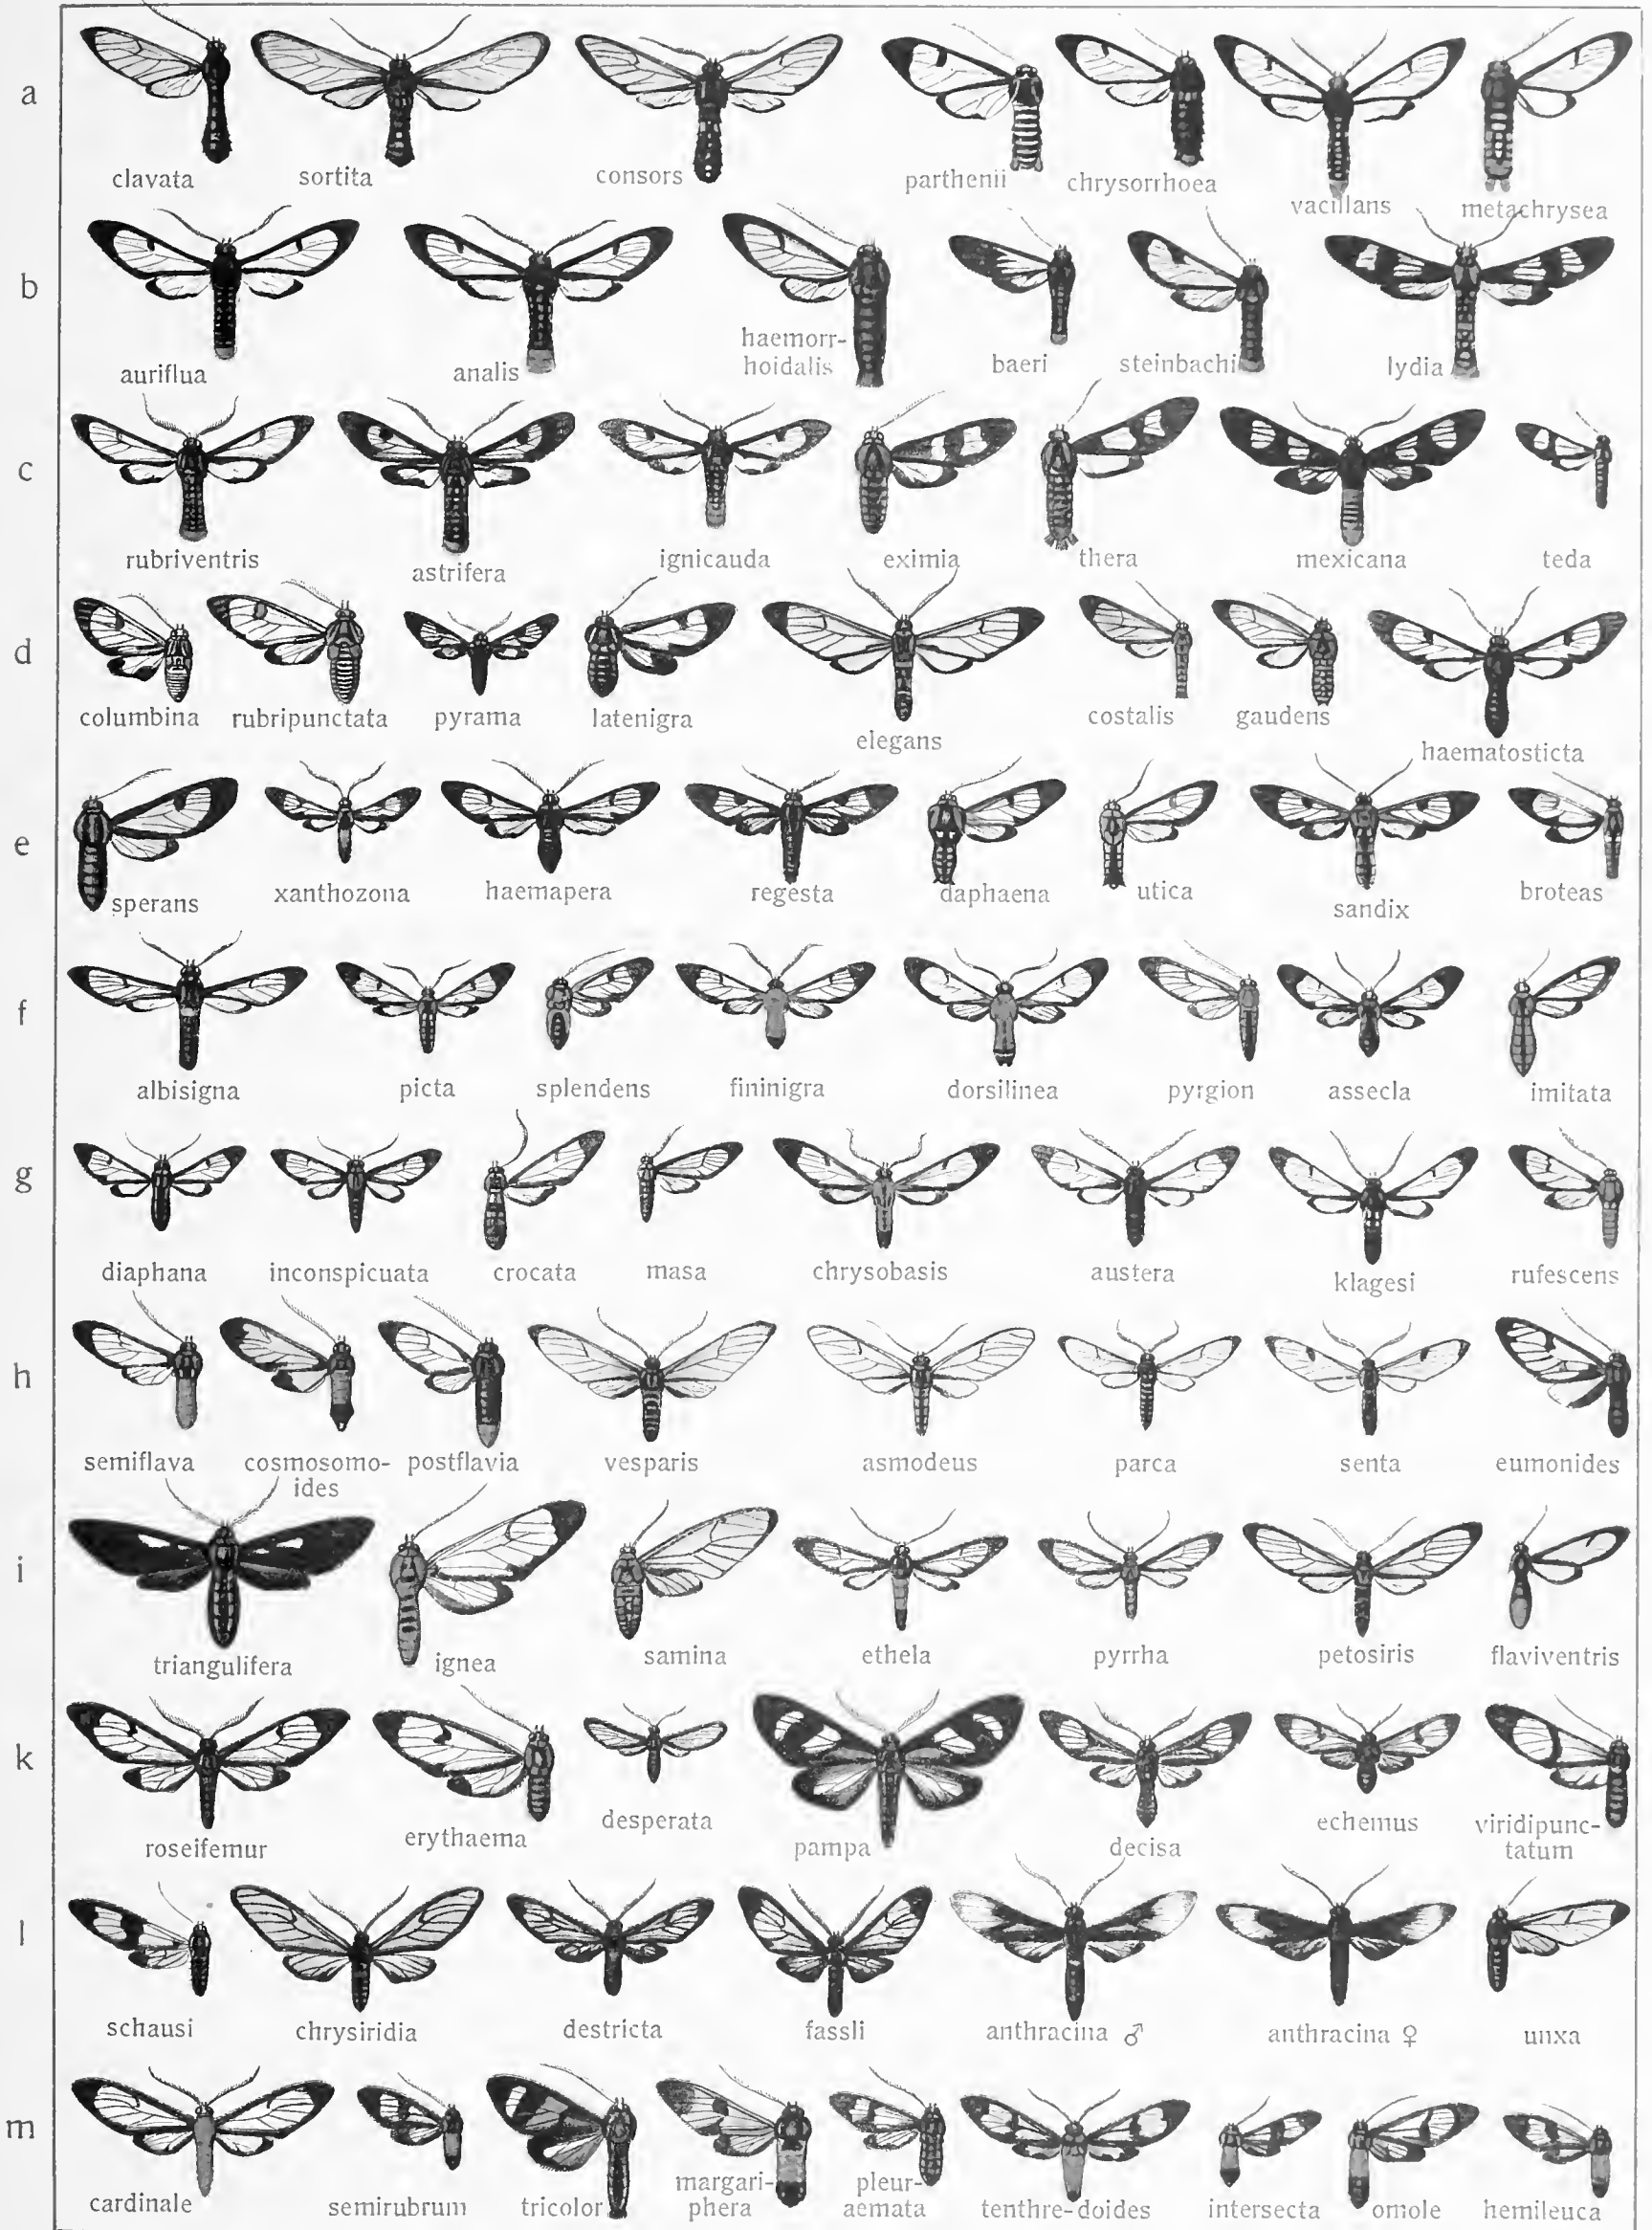 a
clavata sortita consors parthenii chrysorrhoea vacillans metachrysea
b
auriflua analis haemorr-
hoidalis baeri steinbachi lydia
c
rubriventris astrifera ignicauda eximia thera mexicana teda
d
columbina rubripunctata pyrama latenigra elegans costalis gaudens haematosticta
e
sperans xanthozona haemapera regesta daphaena utica sandix broteas
f
albisigna picta splendens fininigra dorsilinea pyrgion assecla imitata
g
diaphana inconspicuata crocata masa chrysobasis austera klagesi rufescens
h
semiflava cosmosomo-
ides postflavia vesparis asmodeus parca senta eumonides
i
triangulifera ignea samina ethela pyrrha petosiris flaviventris
k
roseifemur erythaema desperata pampa decisa echemus viridipunc-
tatum
l
schausi chrysiridia destricta fassli anthracina ♂ anthracina ♀ unxa
m
cardinale semirubrum tricolor margari-
phera pleur-
aemata tenthre-doides intersecta omole hemileuca